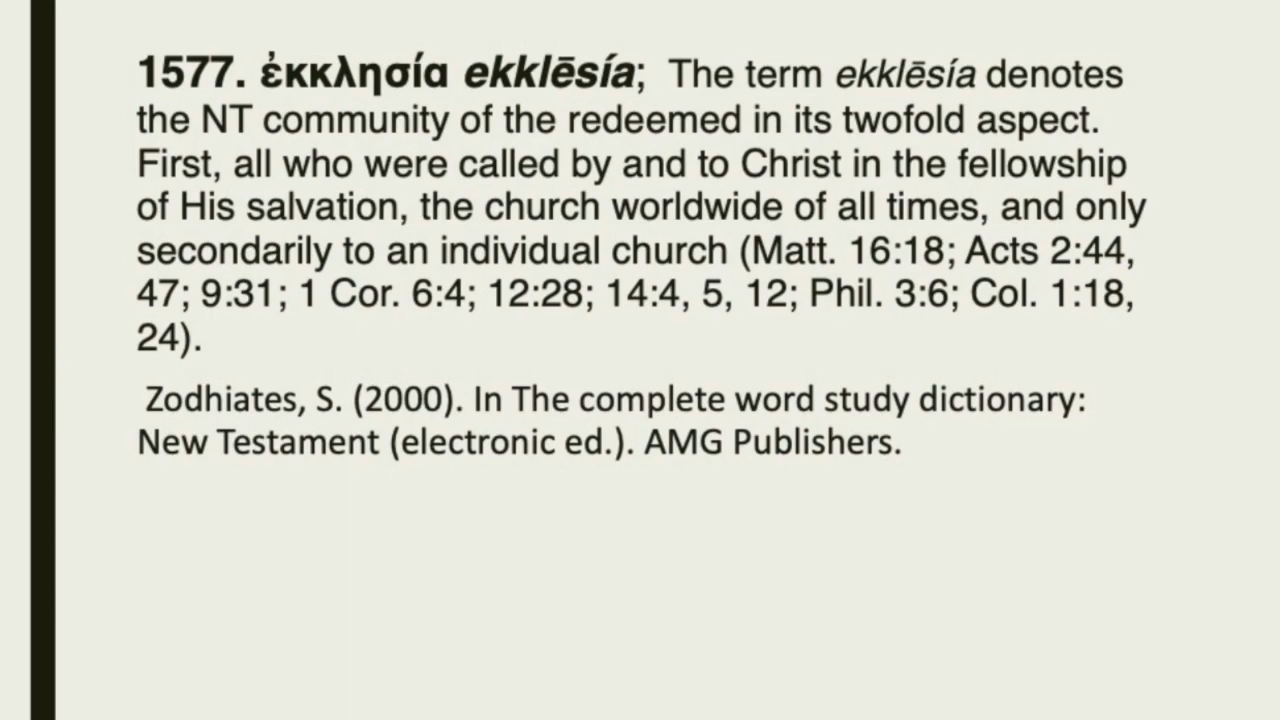 1577. ἐκκλησία ekklēsía; The term ekklēsía denotes
the NT community of the redeemed in its twofold aspect.
First, all who were called by and to Christ in the fellowship
of His salvation, the church worldwide of all times, and only
secondarily to an individual church (Matt. 16:18; Acts 2:44,
47; 9:31; 1 Cor. 6:4; 12:28; 14:4, 5, 12; Phil. 3:6; Col. 1:18,
24).
Zodhiates, S. (2000). In The complete word study dictionary:
New Testament (electronic ed.). AMG Publishers.